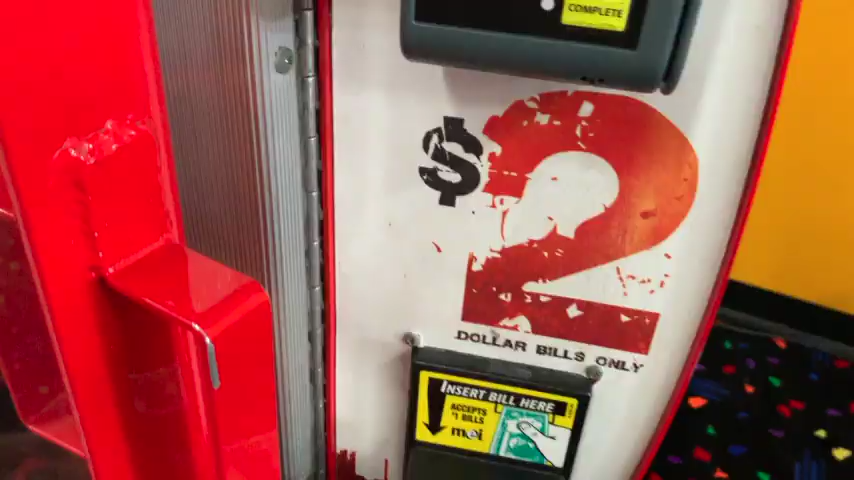 COMPLETE
$2
DOLLAR BILLS ONLY
INSERT BILL HERE
ACCEPTS
$1 BILLS
mei